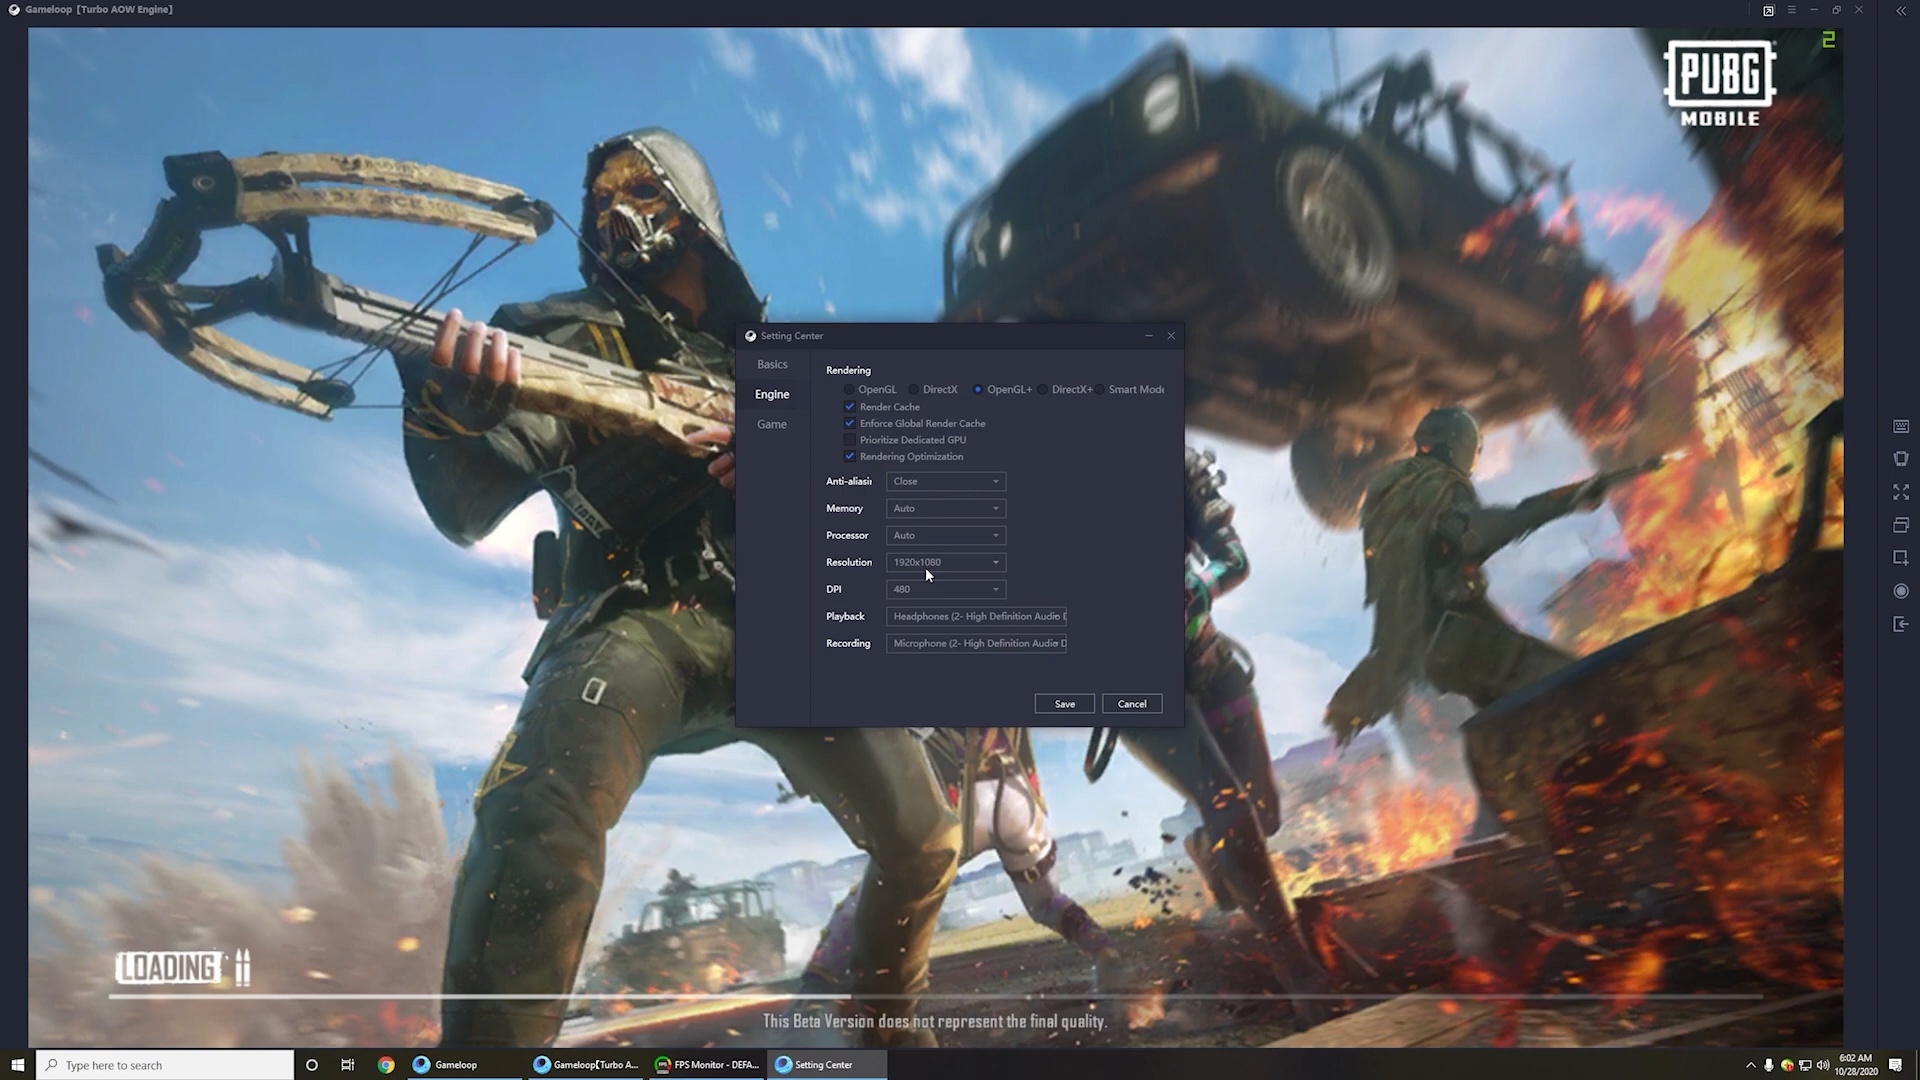 Gameloop [Turbo AOW Engine]
2
PUBG
MOBILE
Setting Center
Basics
Engine
Game
Rendering
OpenGL DirectX OpenGL+ DirectX+ Smart Mode
Render Cache
Enforce Global Render Cache
Prioritize Dedicated GPU
Rendering Optimization
Anti-aliasin Close
Memory Auto
Processor Auto
Resolution 1920x1080
DPI 480
Playback Headphones (2- High Definition Audio D
Recording Microphone (2- High Definition Audio D
Save Cancel
LOADING
This Beta Version does not represent the final quality.
Type here to search
Gameloop
Gameloop[Turbo A...
FPS Monitor - DEFA...
Setting Center
6:02 AM
10/28/2020